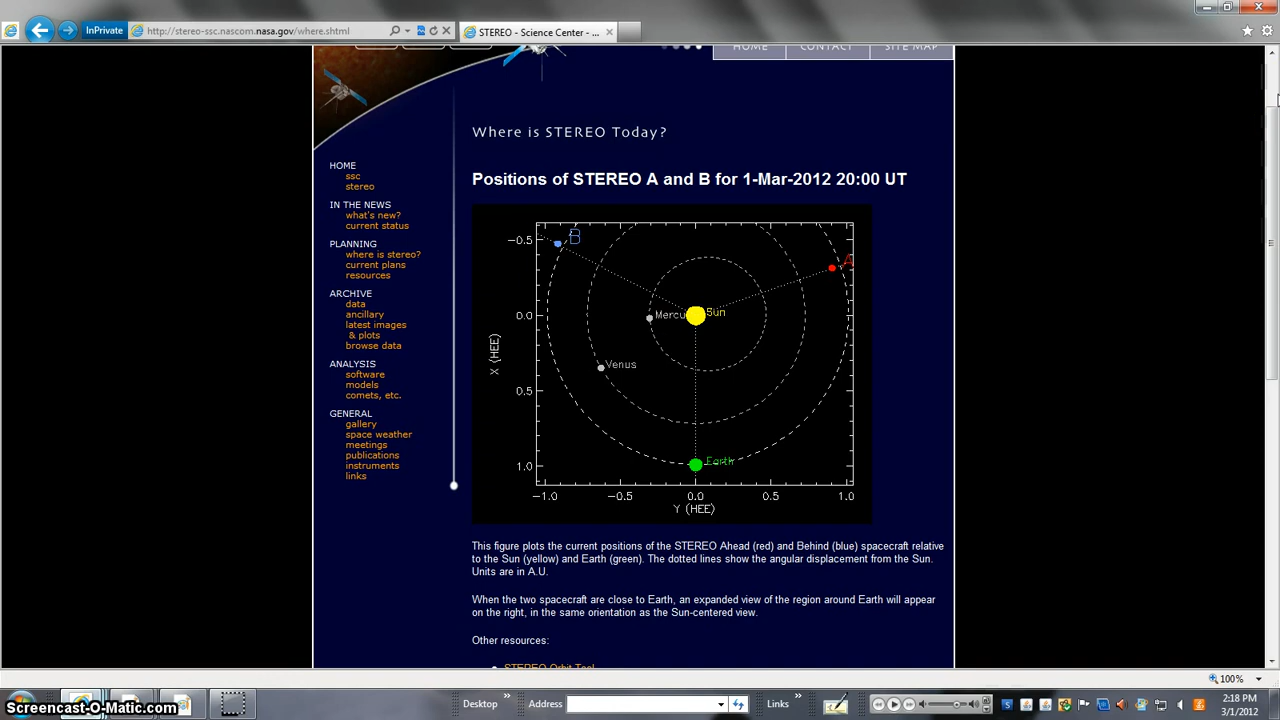 InPrivate
http://stereo-ssc.nascom.nasa.gov/where.shtml
STEREO - Science Center - ...
HOME
CONTACT
SITE MAP
Where is STEREO Today?
HOME
ssc
stereo
IN THE NEWS
what's new?
current status
PLANNING
where is stereo?
current plans
resources
ARCHIVE
data
ancillary
latest images
& plots
browse data
ANALYSIS
software
models
comets, etc.
GENERAL
gallery
space weather
meetings
publications
instruments
links
Positions of STEREO A and B for 1-Mar-2012 20:00 UT
B
A
Sun
Mercu
Venus
Earth
-0.5
0.0
0.5
1.0
X (HEE)
-1.0 -0.5 0.0 0.5 1.0
Y (HEE)
This figure plots the current positions of the STEREO Ahead (red) and Behind (blue) spacecraft relative
to the Sun (yellow) and Earth (green). The dotted lines show the angular displacement from the Sun.
Units are in A.U.
When the two spacecraft are close to Earth, an expanded view of the region around Earth will appear
on the right, in the same orientation as the Sun-centered view.
Other resources:
STEREO Orbit Tool
100%
Screencast-O-Matic.com
Desktop
Address
Links
2:18 PM
3/1/2012